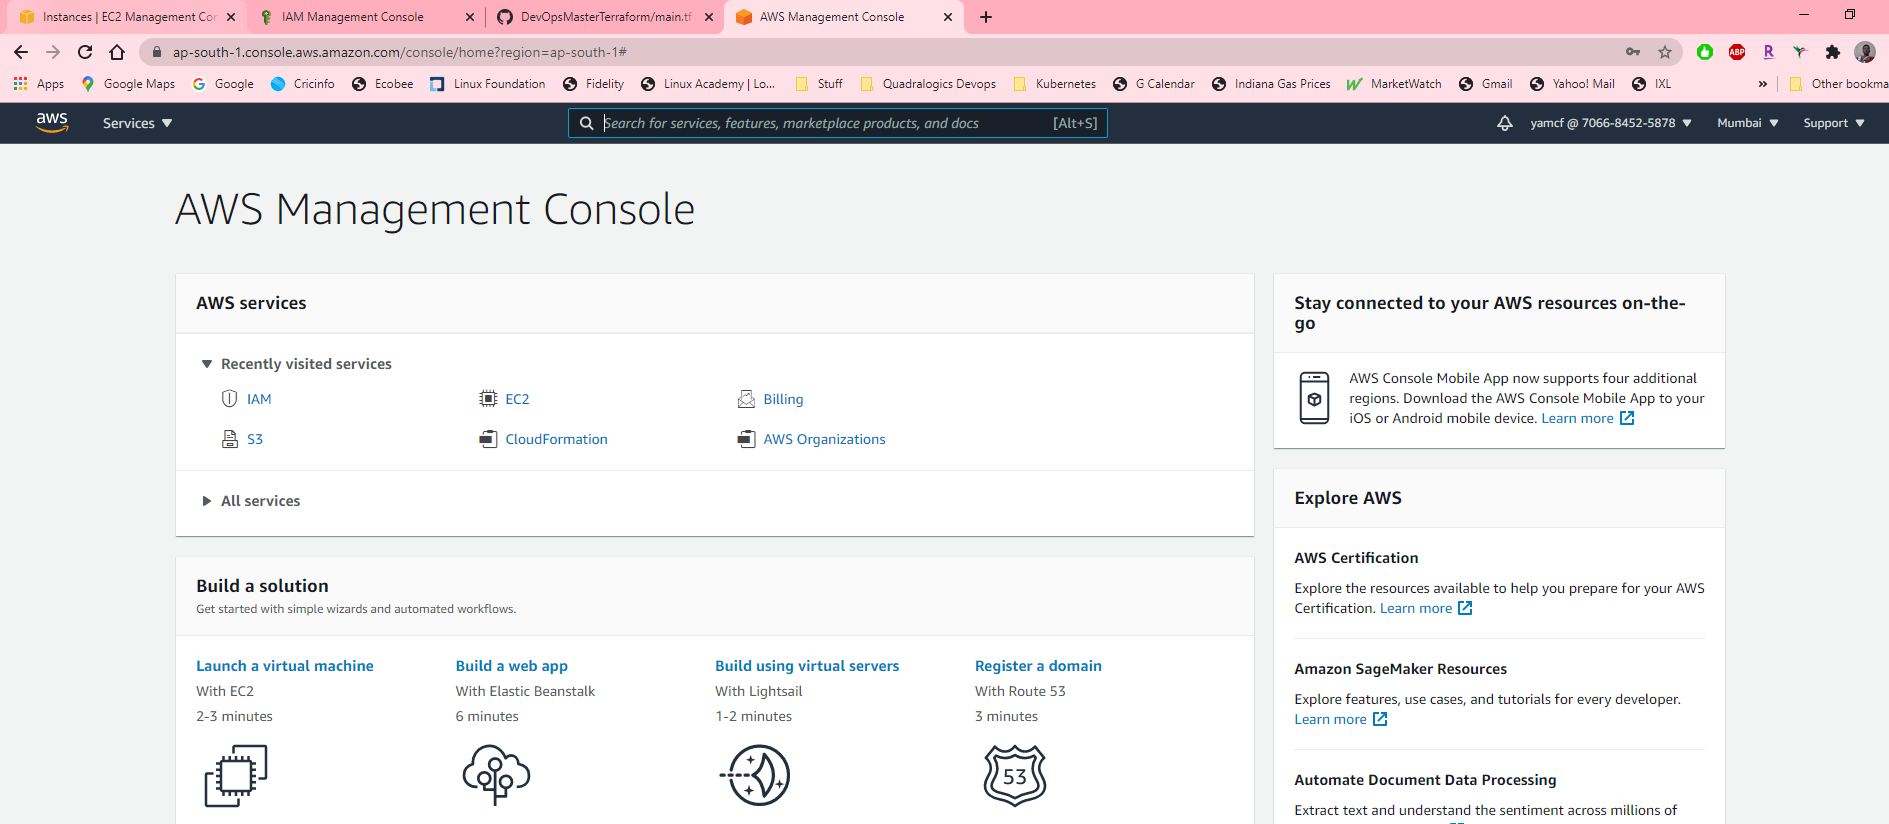 Instances | EC2 Management Cor
IAM Management Console
DevOpsMasterTerraform/main.tf
AWS Management Console
ap-south-1.console.aws.amazon.com/console/home?region=ap-south-1#
ABP
R
Apps
Google Maps
Google
Cricinfo
Ecobee
Linux Foundation
Fidelity
Linux Academy | Lo...
Stuff
Quadralogics Devops
Kubernetes
G Calendar
Indiana Gas Prices
MarketWatch
Gmail
Yahoo! Mail
IXL
»
Other bookma
aws
Services
Search for services, features, marketplace products, and docs
[Alt+S]
yamcf @ 7066-8452-5878
Mumbai
Support
AWS Management Console
AWS services
Recently visited services
IAM
EC2
Billing
S3
CloudFormation
AWS Organizations
All services
Build a solution
Get started with simple wizards and automated workflows.
Launch a virtual machine
With EC2
2-3 minutes
Build a web app
With Elastic Beanstalk
6 minutes
Build using virtual servers
With Lightsail
1-2 minutes
Register a domain
With Route 53
3 minutes
53
Stay connected to your AWS resources on-the-
go
AWS Console Mobile App now supports four additional
regions. Download the AWS Console Mobile App to your
iOS or Android mobile device. Learn more
Explore AWS
AWS Certification
Explore the resources available to help you prepare for your AWS
Certification. Learn more
Amazon SageMaker Resources
Explore features, use cases, and tutorials for every developer.
Learn more
Automate Document Data Processing
Extract text and understand the sentiment across millions of